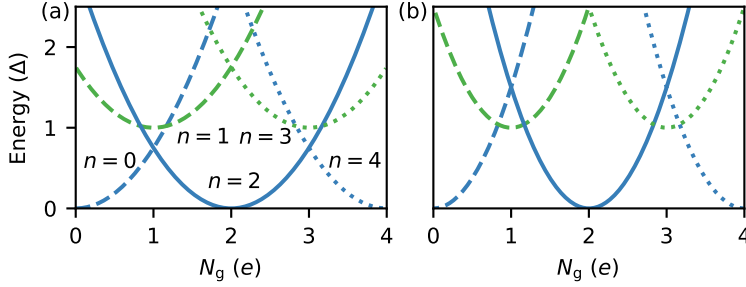 (a)
(b)
Energy (Δ)
2
1
0
n = 0
n = 1
n = 3
n = 2
n = 4
0 1 2 3 4
N_g (e)
0 1 2 3 4
N_g (e)